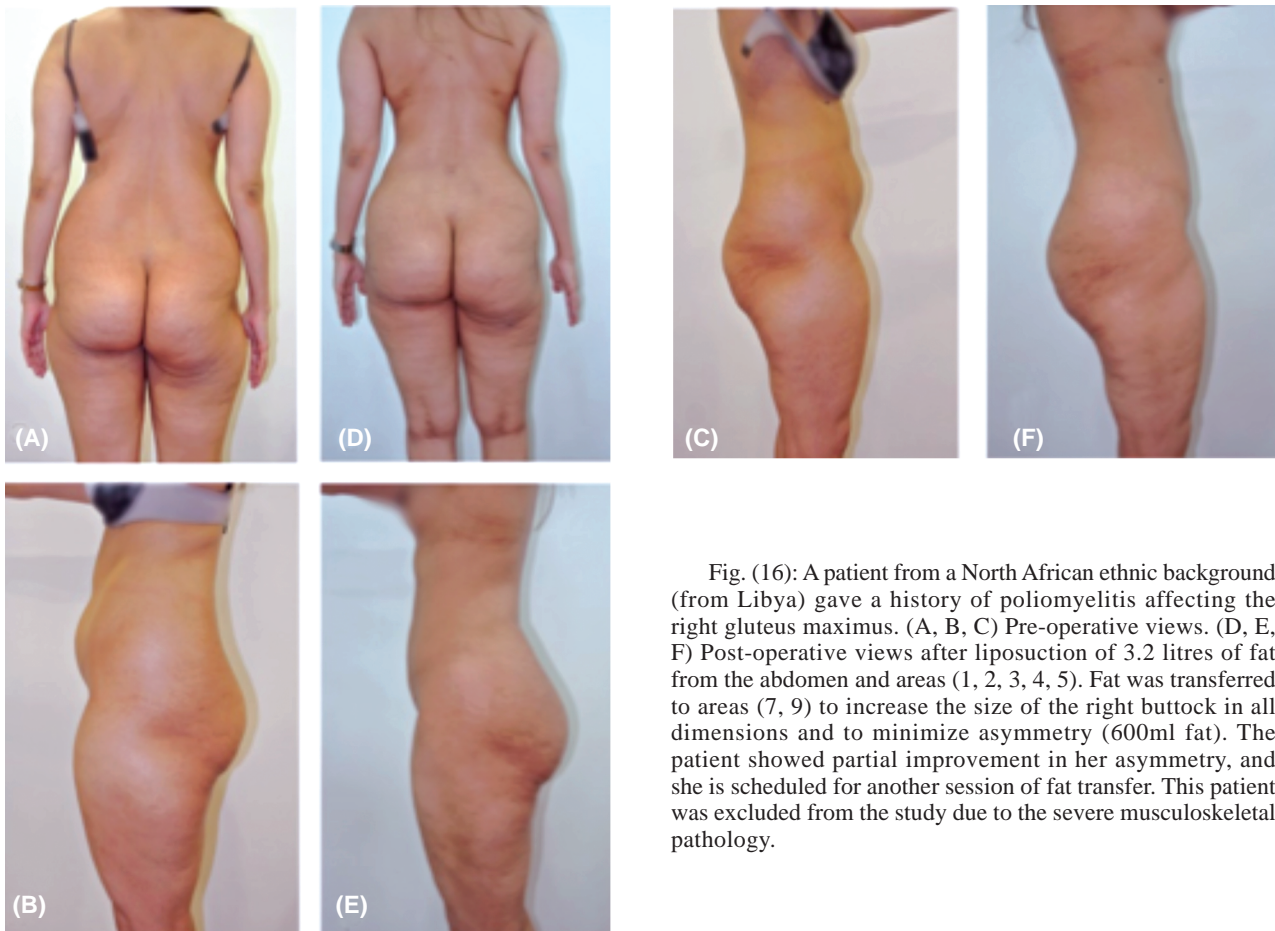 (A)
(D)
(C)
(F)
(B)
(E)
Fig. (16): A patient from a North African ethnic background
(from Libya) gave a history of poliomyelitis affecting the
right gluteus maximus. (A, B, C) Pre-operative views. (D, E,
F) Post-operative views after liposuction of 3.2 litres of fat
from the abdomen and areas (1, 2, 3, 4, 5). Fat was transferred
to areas (7, 9) to increase the size of the right buttock in all
dimensions and to minimize asymmetry (600ml fat). The
patient showed partial improvement in her asymmetry, and
she is scheduled for another session of fat transfer. This patient
was excluded from the study due to the severe musculoskeletal
pathology.